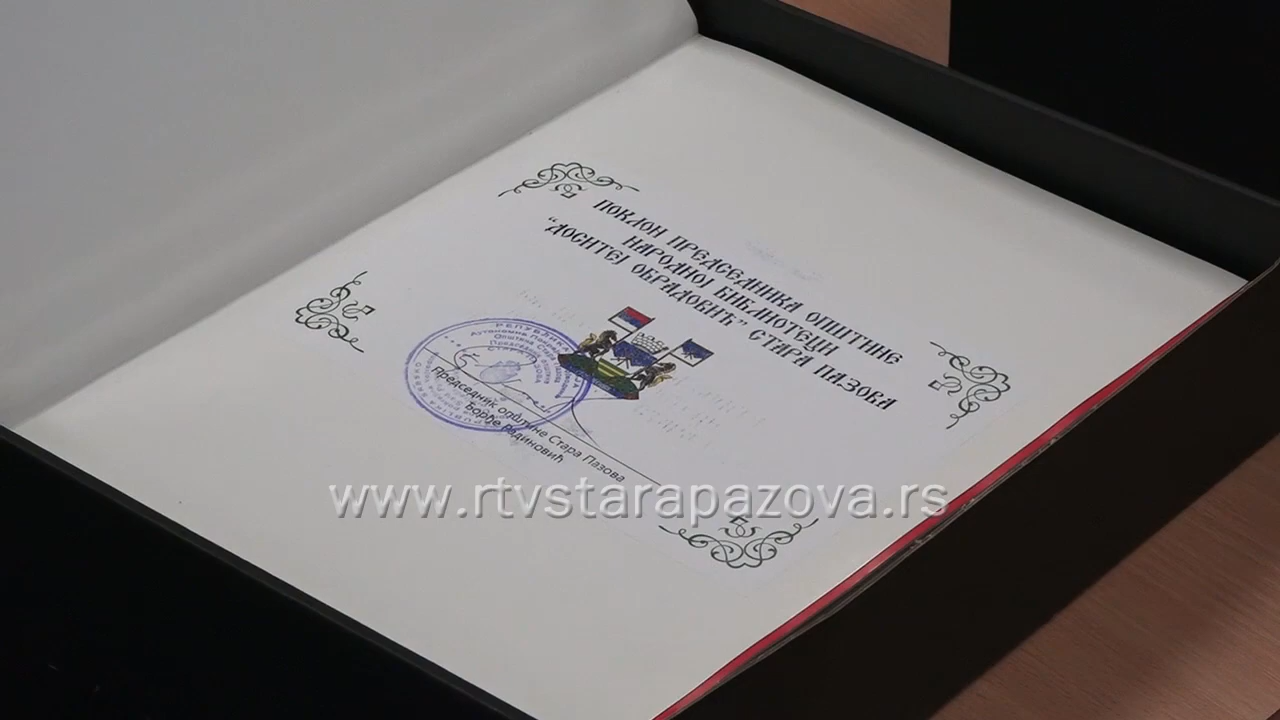 ПОКЛОН ПРЕДСЕДНИКА ОПШТИНЕ
НАРОДНОЈ БИБЛИОТЕЦИ
"ДОСИТЕЈ ОБРАДОВИЋ" СТАРА ПАЗОВА
Председник општине Стара Пазова
Ђорђе Радиновић
www.rtvstarapazova.rs